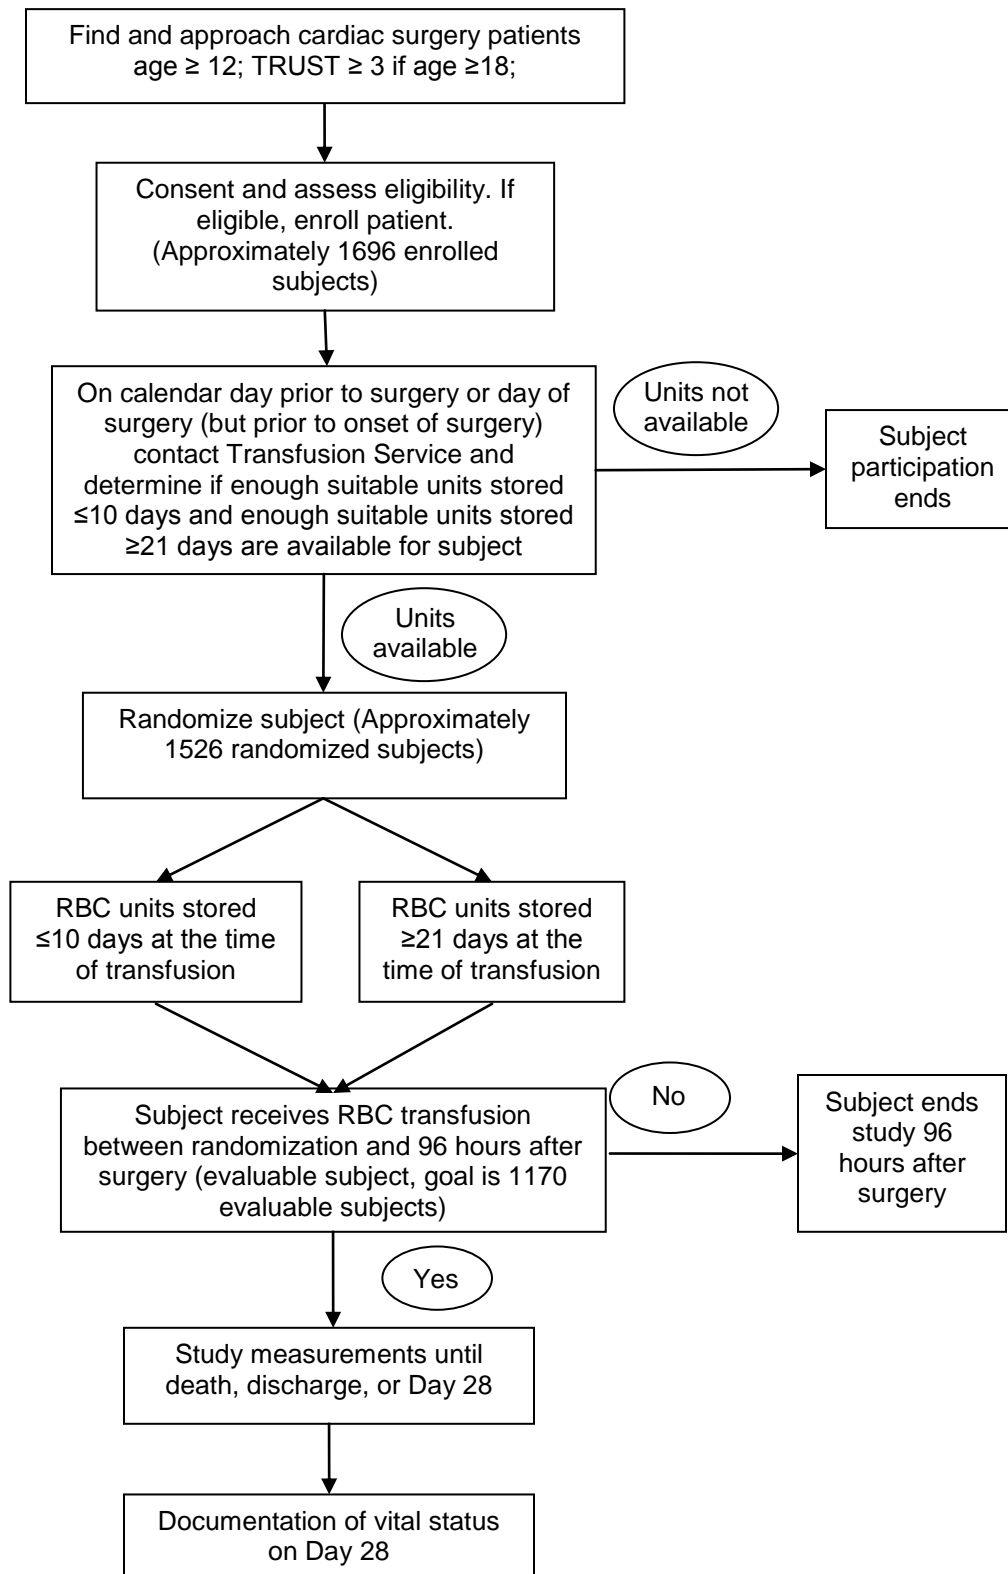 Find and approach cardiac surgery patients
age ≥ 12; TRUST ≥ 3 if age ≥18;
Consent and assess eligibility. If
eligible, enroll patient.
(Approximately 1696 enrolled
subjects)
On calendar day prior to surgery or day of
surgery (but prior to onset of surgery)
contact Transfusion Service and
determine if enough suitable units stored
≤10 days and enough suitable units stored
≥21 days are available for subject
Units not
available
Subject
participation
ends
Units
available
Randomize subject (Approximately
1526 randomized subjects)
RBC units stored
≤10 days at the time
of transfusion
RBC units stored
≥21 days at the
time of transfusion
Subject receives RBC transfusion
between randomization and 96 hours after
surgery (evaluable subject, goal is 1170
evaluable subjects)
No
Subject ends
study 96
hours after
surgery
Yes
Study measurements until
death, discharge, or Day 28
Documentation of vital status
on Day 28